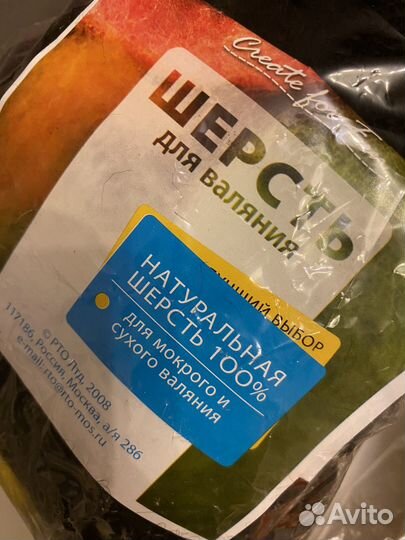 Create
ШЕРСТЬ
для валяния
ЛУЧШИЙ ВЫБОР
НАТУРАЛЬНАЯ
ШЕРСТЬ 100%
для мокрого и
сухого валяния
© РТО Лтд, 2008
117186, Россия, Москва, а/я 286
e-mail:rto@rto-mos.ru
Avito